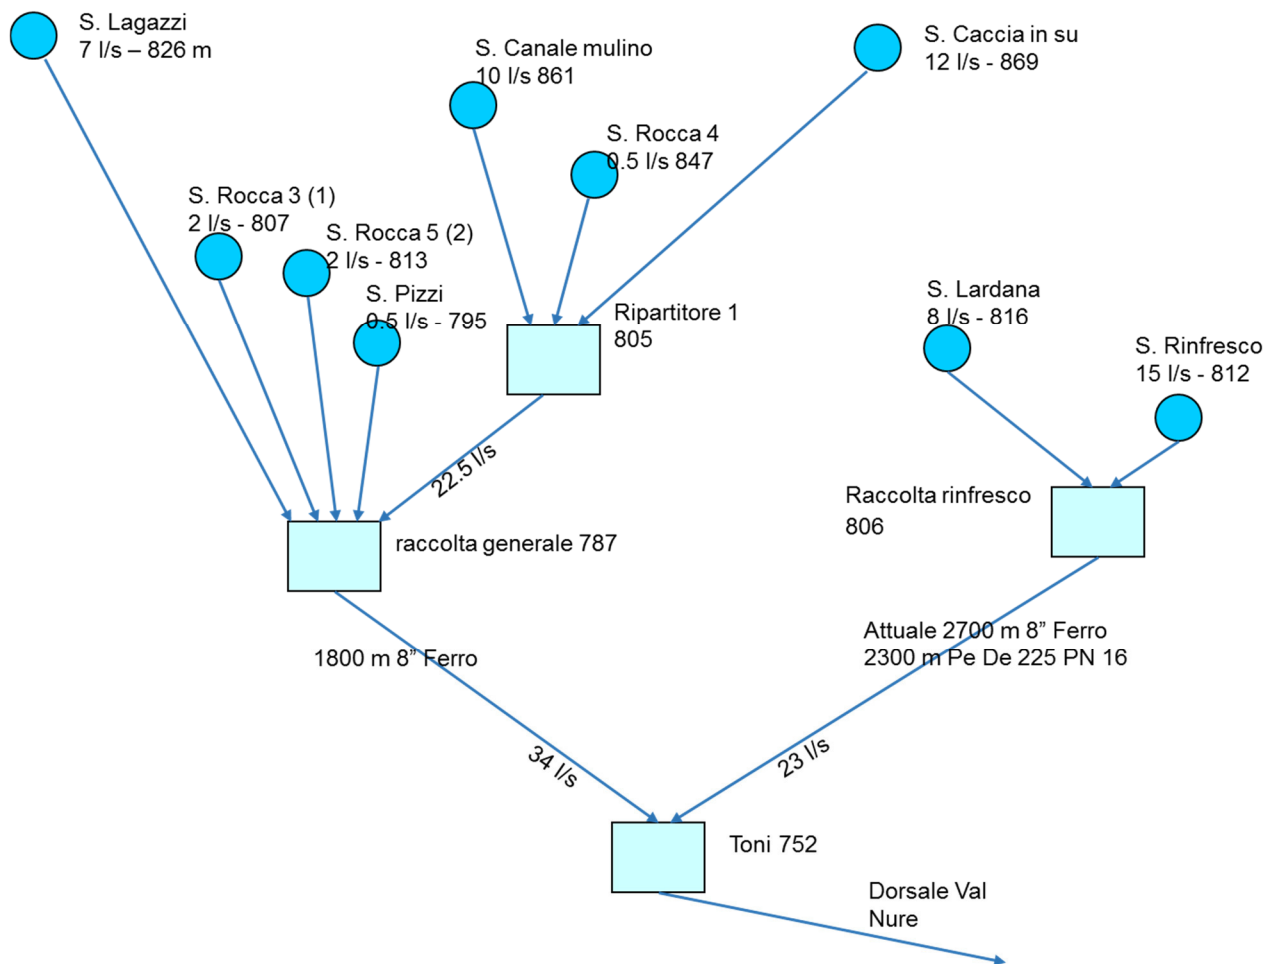 S. Lagazzi
7 l/s – 826 m
S. Canale mulino
10 l/s 861
S. Caccia in su
12 l/s - 869
S. Rocca 4
0.5 l/s 847
S. Rocca 3 (1)
2 l/s - 807
S. Rocca 5 (2)
2 l/s - 813
S. Pizzi
0.5 l/s - 795
Ripartitore 1
805
S. Lardana
8 l/s - 816
S. Rinfresco
15 l/s - 812
22.5 l/s
Raccolta rinfresco
806
raccolta generale 787
Attuale 2700 m 8” Ferro
2300 m Pe De 225 PN 16
1800 m 8” Ferro
34 l/s
23 l/s
Toni 752
Dorsale Val
Nure